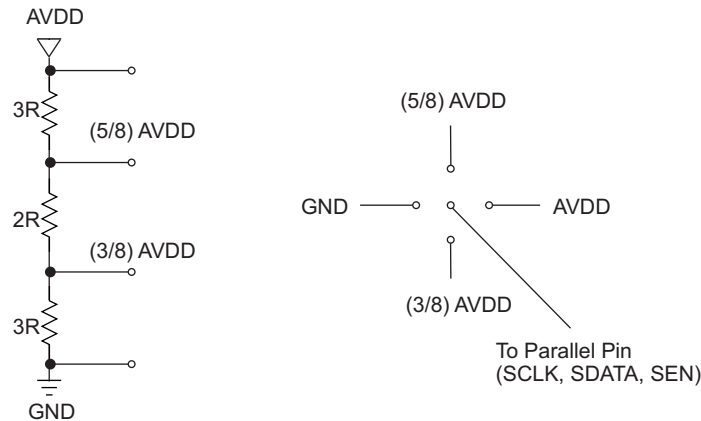 AVDD
3R
(5/8) AVDD
2R
(3/8) AVDD
3R
GND
(5/8) AVDD
GND
AVDD
(3/8) AVDD
To Parallel Pin
(SCLK, SDATA, SEN)